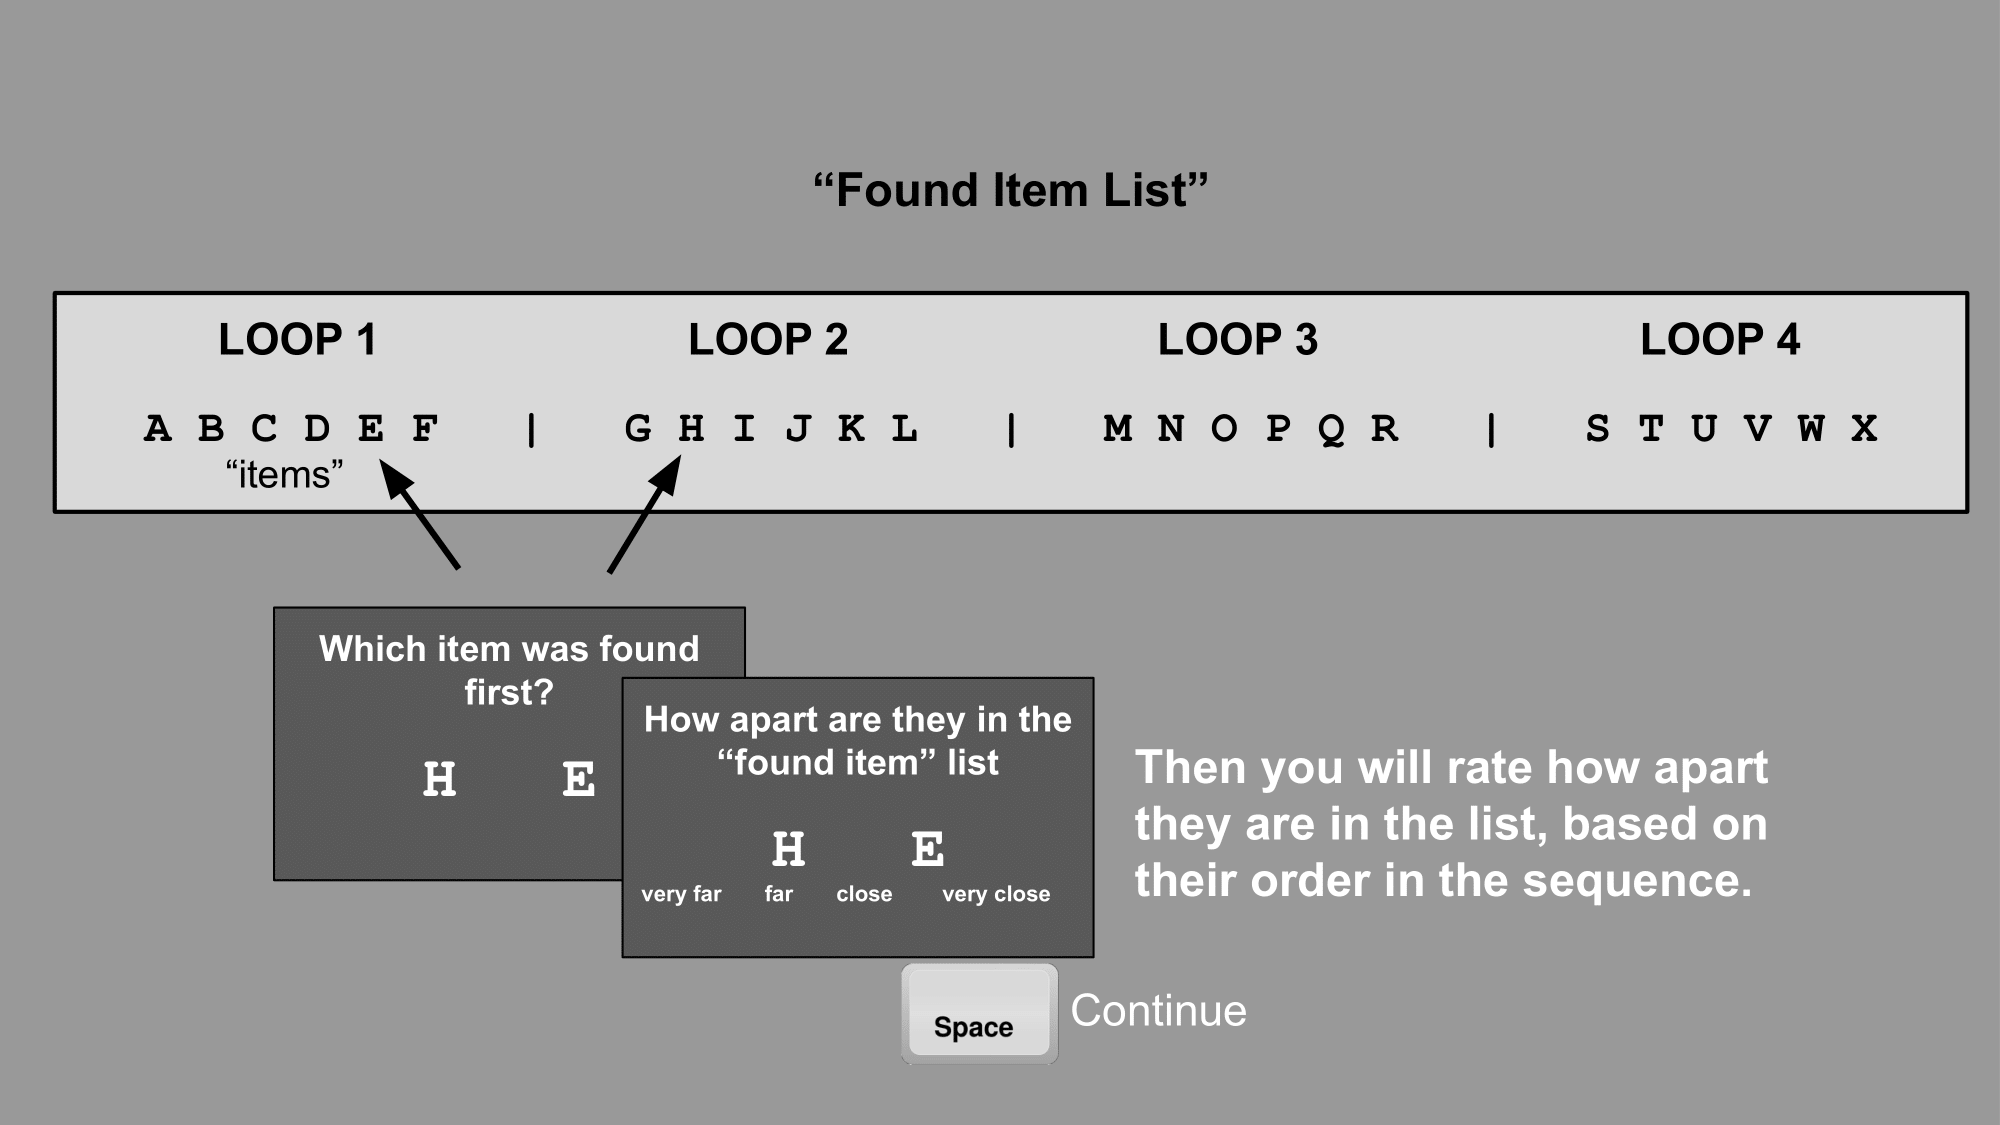 “Found Item List”
LOOP 1 LOOP 2 LOOP 3 LOOP 4
A B C D E F | G H I J K L | M N O P Q R | S T U V W X
“items”
Which item was found
first?
H E
How apart are they in the
“found item” list
H E
very far far close very close
Then you will rate how apart
they are in the list, based on
their order in the sequence.
Space Continue